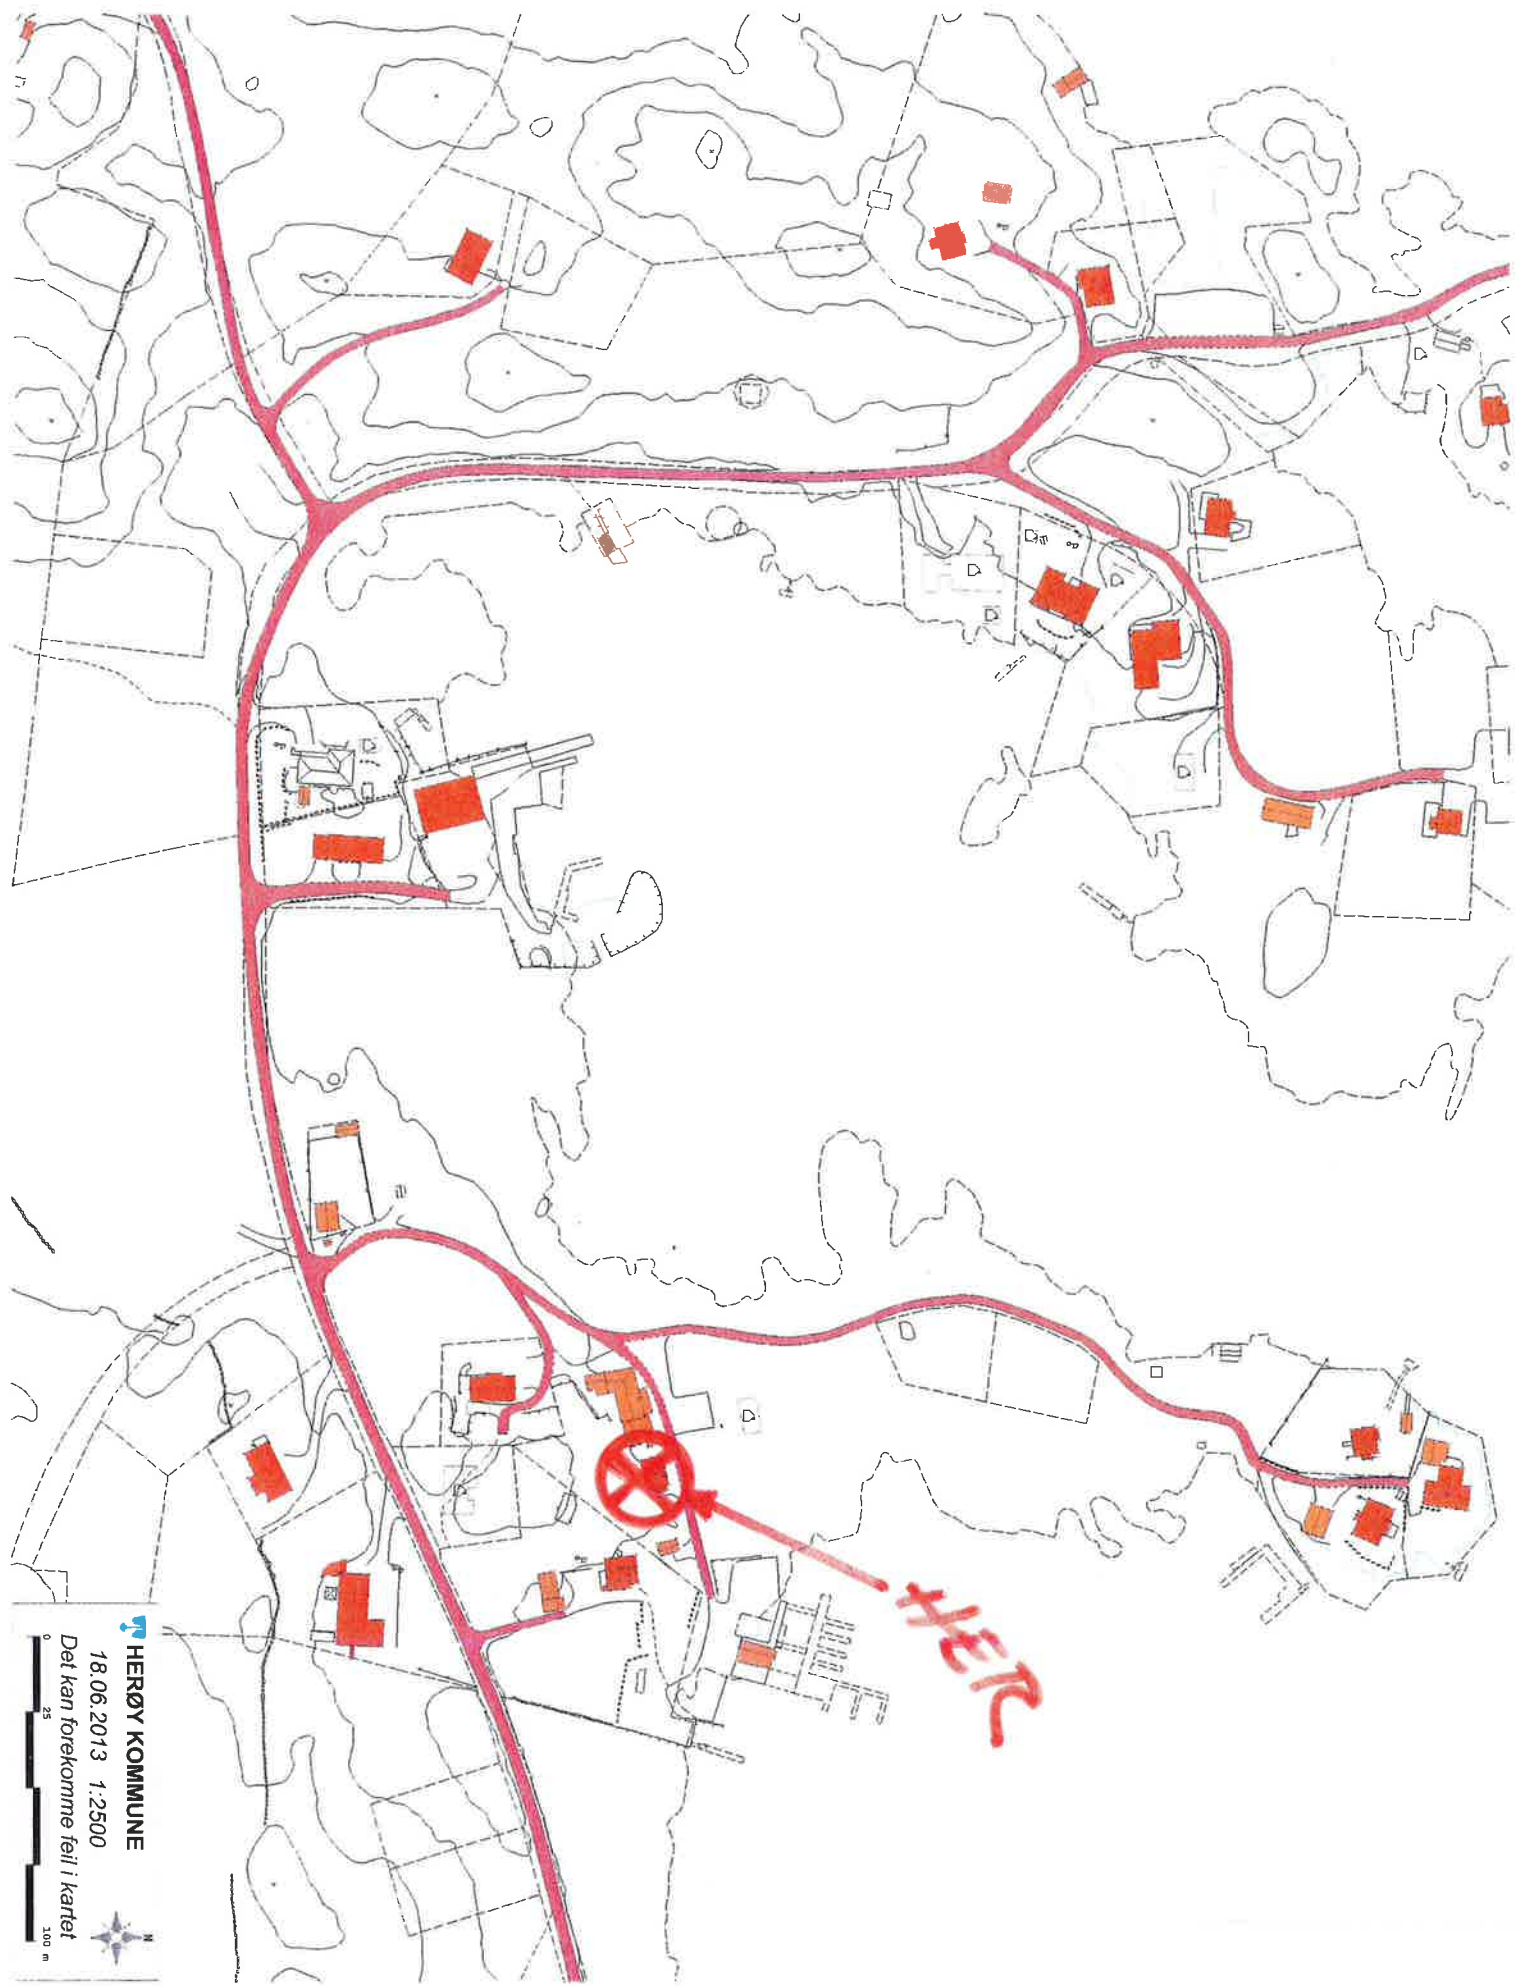 HER
HERØY KOMMUNE
18.06.2013 1:2500
Det kan forekomme feil i kartet
0 25 100 m
N